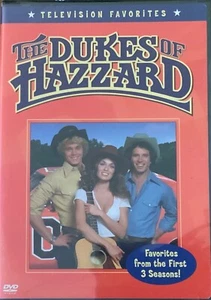 TELEVISION FAVORITES
THE DUKES OF
HAZZARD
Favorites
from the First
3 Seasons!
DVD